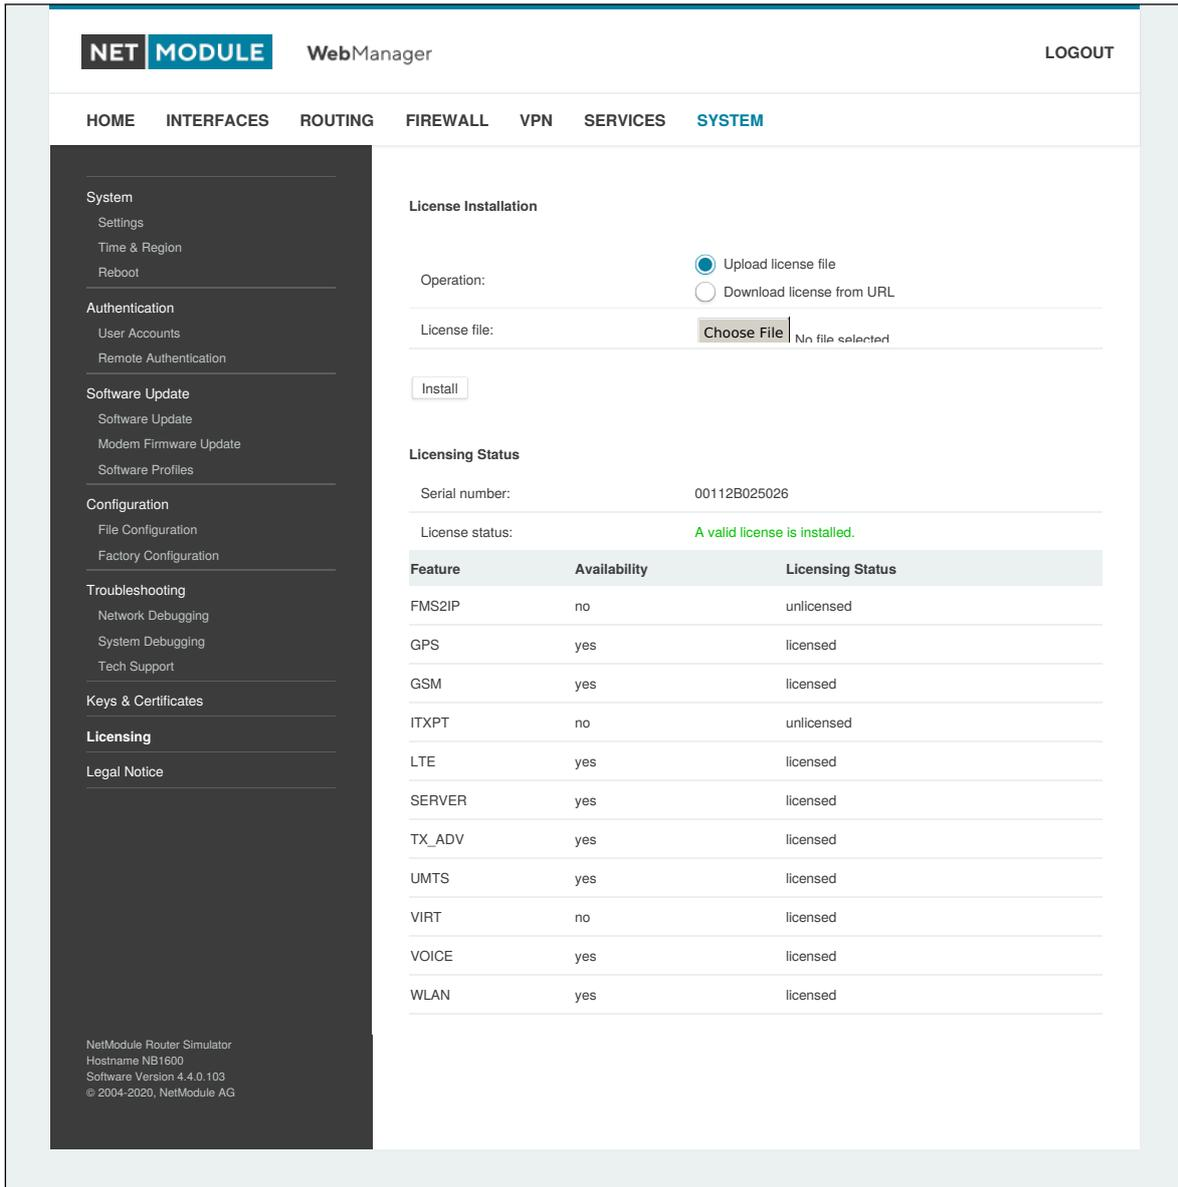 NET MODULE WebManager LOGOUT
HOME INTERFACES ROUTING FIREWALL VPN SERVICES SYSTEM
System
Settings
Time & Region
Reboot
Authentication
User Accounts
Remote Authentication
Software Update
Software Update
Modem Firmware Update
Software Profiles
Configuration
File Configuration
Factory Configuration
Troubleshooting
Network Debugging
System Debugging
Tech Support
Keys & Certificates
Licensing
Legal Notice
NetModule Router Simulator
Hostname NB1600
Software Version 4.4.0.103
© 2004-2020, NetModule AG
License Installation
Operation:
Upload license file
Download license from URL
License file: Choose File No file selected
Install
Licensing Status
Serial number: 00112B025026
License status: A valid license is installed.
Feature Availability Licensing Status
FMS2IP no unlicensed
GPS yes licensed
GSM yes licensed
ITXPT no unlicensed
LTE yes licensed
SERVER yes licensed
TX_ADV yes licensed
UMTS yes licensed
VIRT no licensed
VOICE yes licensed
WLAN yes licensed